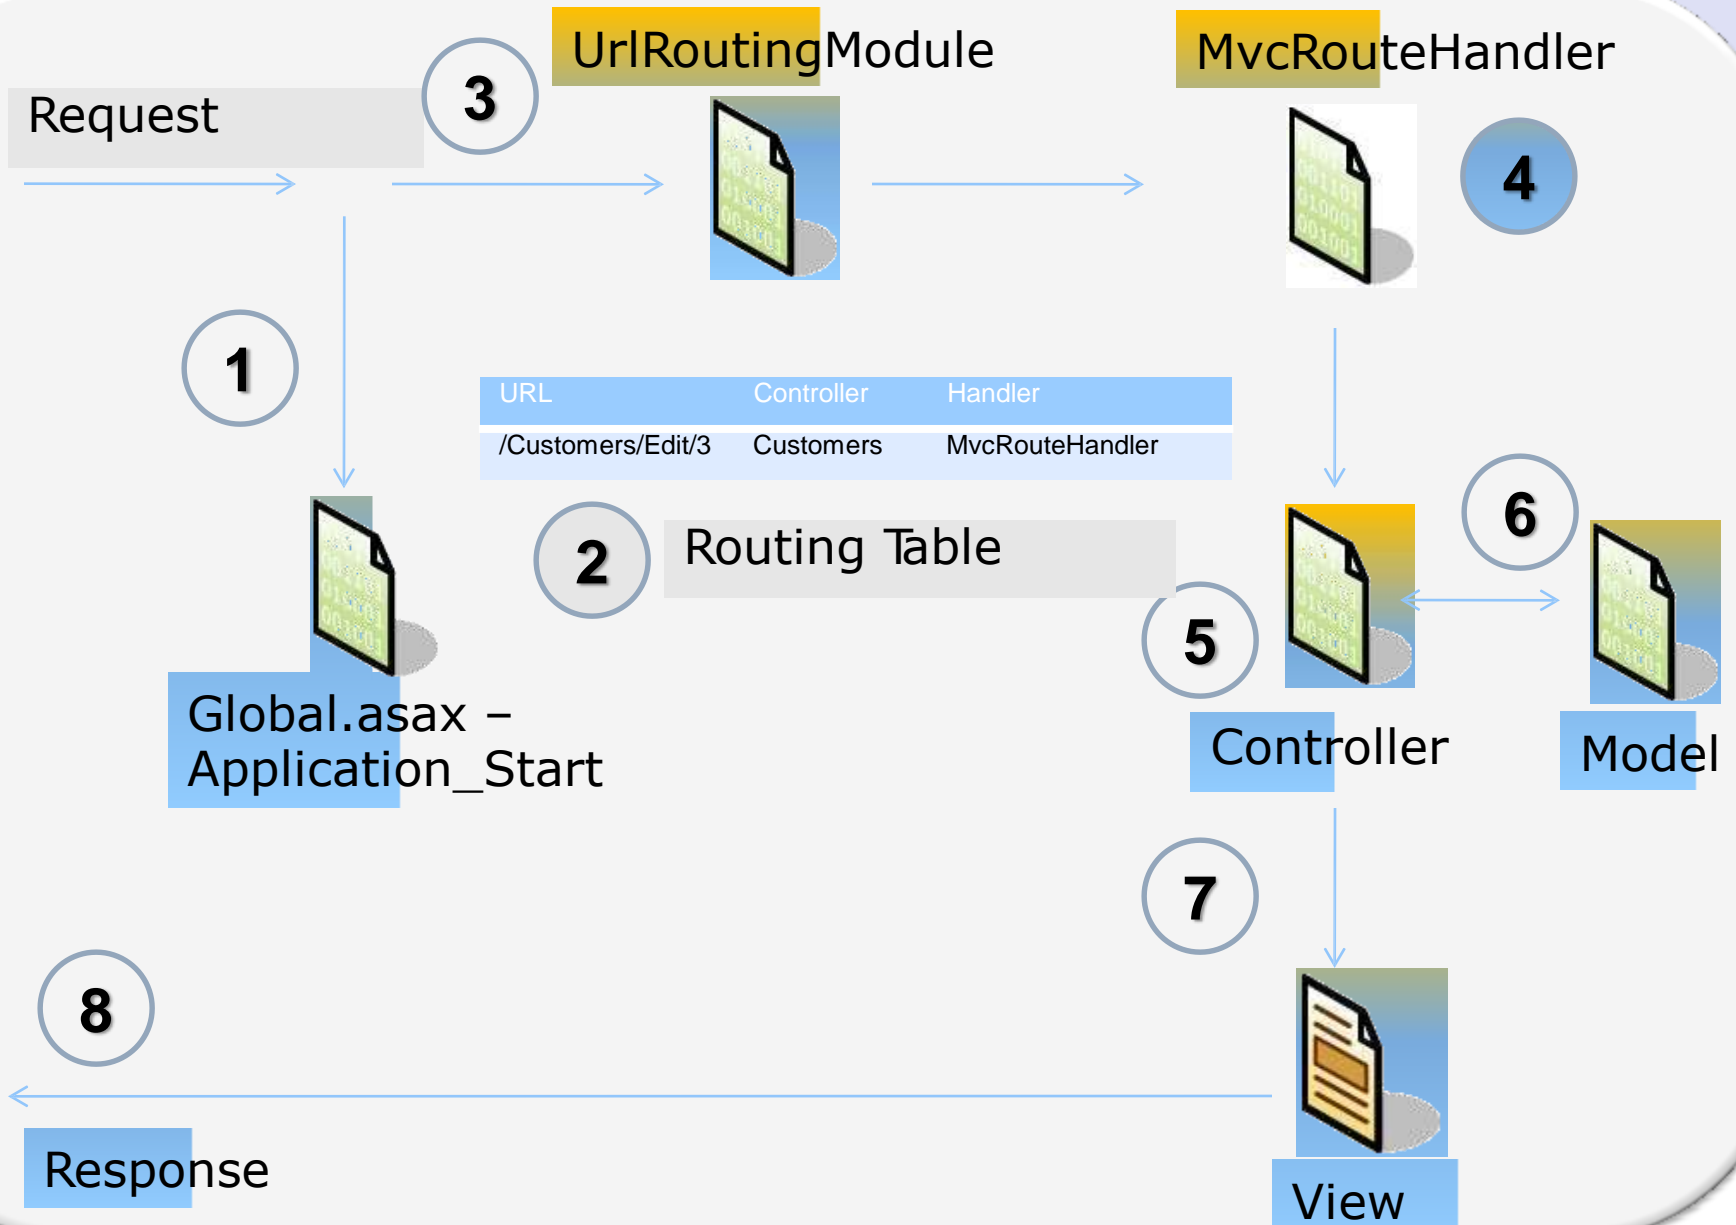 UrlRoutingModule
MvcRouteHandler
Request
3
4
1
URL Controller Handler
/Customers/Edit/3 Customers MvcRouteHandler
2
Routing Table
6
5
Global.asax –
Application_Start
Controller
Model
7
8
Response
View